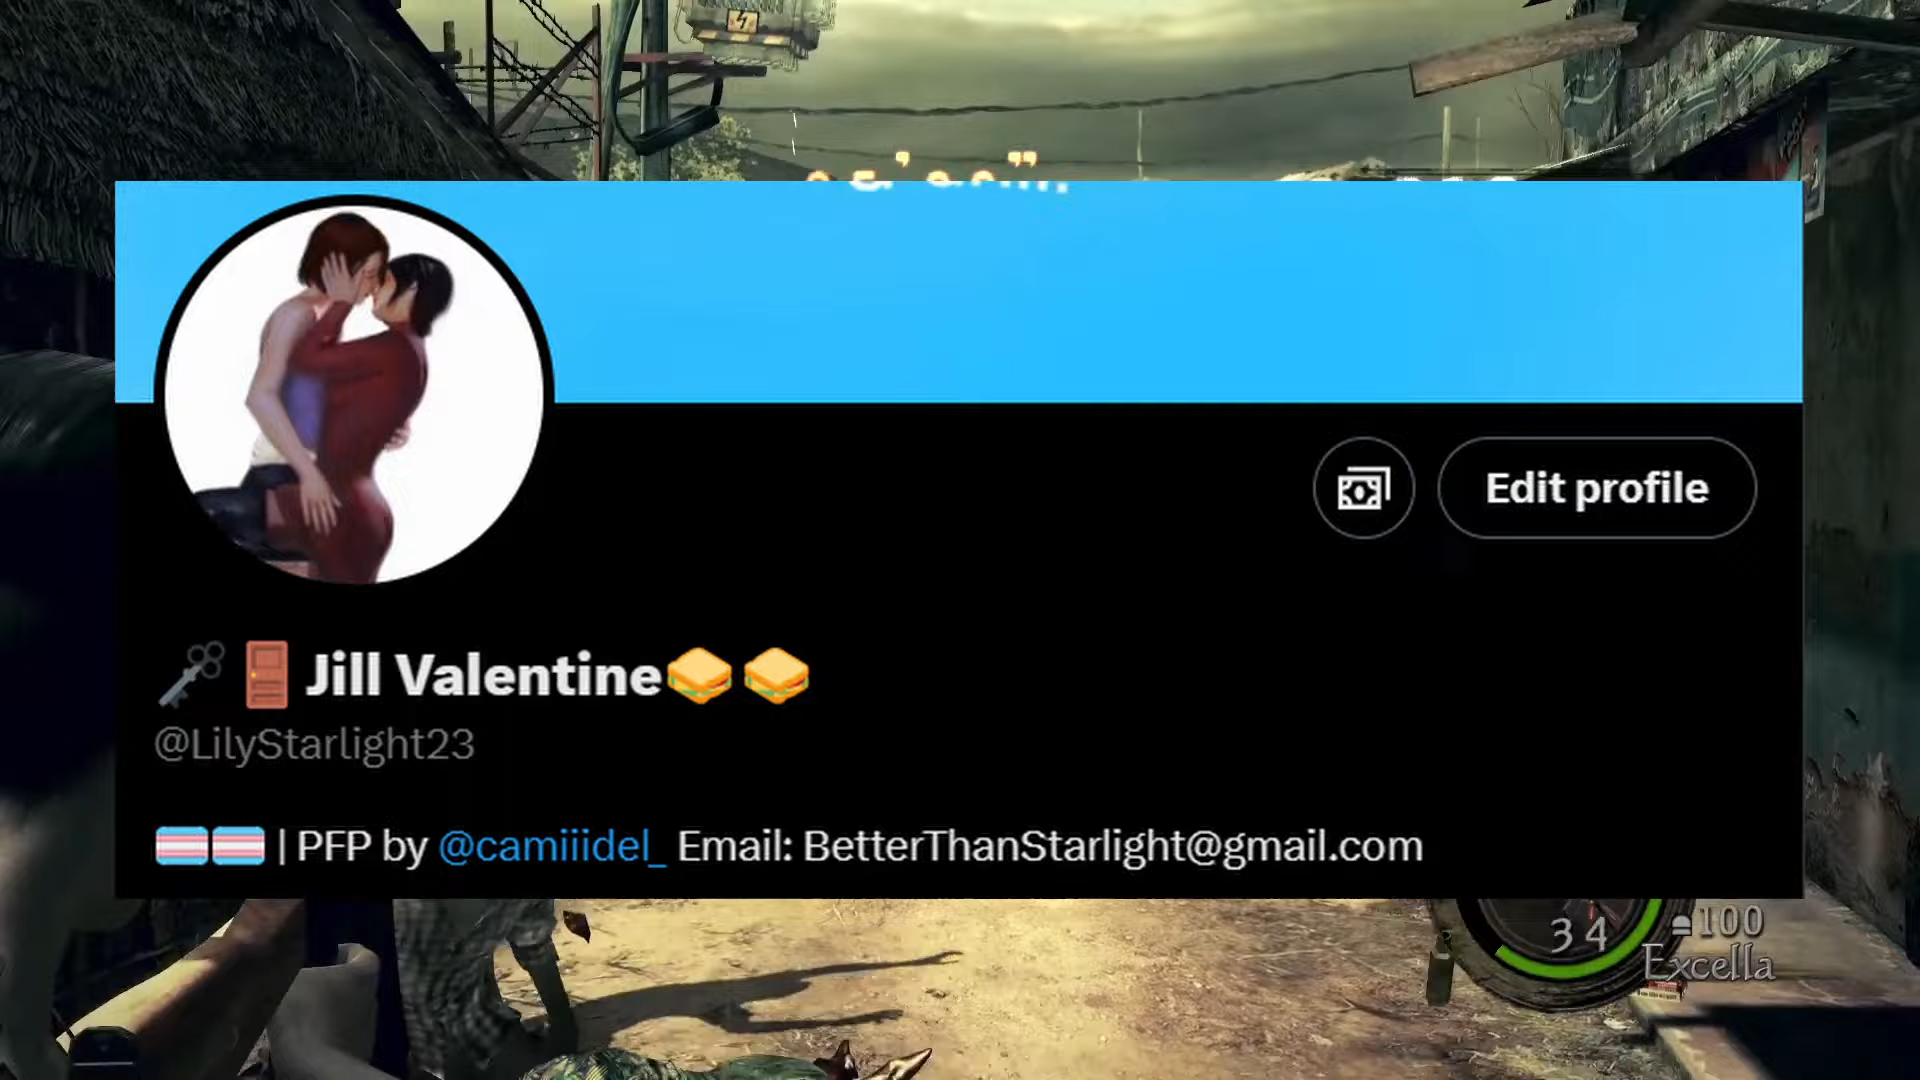 Edit profile
🗝️🚪Jill Valentine🥪🥪
@LilyStarlight23
🏳️‍⚧️🏳️‍⚧️ | PFP by @camiiidel_ Email: BetterThanStarlight@gmail.com
34 100
Excella